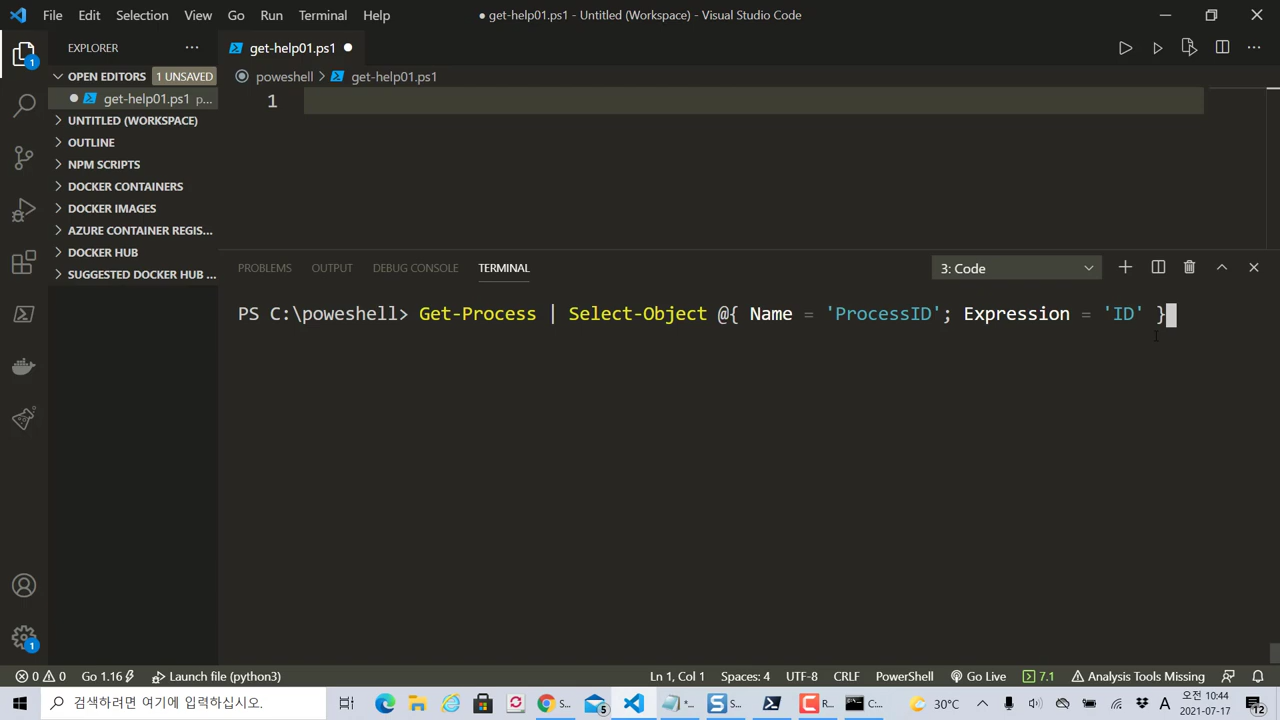 File Edit Selection View Go Run Terminal Help
● get-help01.ps1 - Untitled (Workspace) - Visual Studio Code
EXPLORER
OPEN EDITORS 1 UNSAVED
get-help01.ps1 p...
UNTITLED (WORKSPACE)
OUTLINE
NPM SCRIPTS
DOCKER CONTAINERS
DOCKER IMAGES
AZURE CONTAINER REGIS...
DOCKER HUB
SUGGESTED DOCKER HUB ...
1
1
get-help01.ps1
poweshell > get-help01.ps1
1
PROBLEMS OUTPUT DEBUG CONSOLE TERMINAL
3: Code
PS C:\poweshell> Get-Process | Select-Object @{ Name = 'ProcessID'; Expression = 'ID' }
0 0 Go 1.16 Launch file (python3)
Ln 1, Col 1 Spaces: 4 UTF-8 CRLF PowerShell Go Live 7.1 Analysis Tools Missing
검색하려면 여기에 입력하십시오.
S...
5
*...
S...
R...
C...
30°C
A
오전 10:44
2021-07-17
12